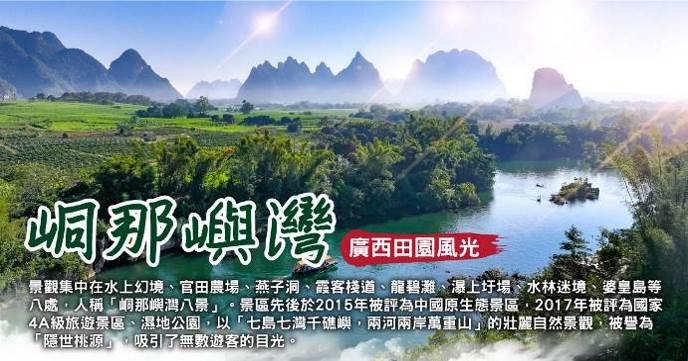 峒那嶼灣
廣西田園風光
景觀集中在水上幻境、官田農場、燕子洞、霞客棧道、龍碧灘、瀑上圩場、水林迷境、婆皇島等
八處，人稱「峒那嶼灣八景」。景區先後於2015年被評為中國原生態景區，2017年被評為國家
4A級旅遊景區、濕地公園，以「七島七灣千礁嶼，兩河兩岸萬重山」的壯麗自然景觀，被譽為
「隱世桃源」，吸引了無數遊客的目光。